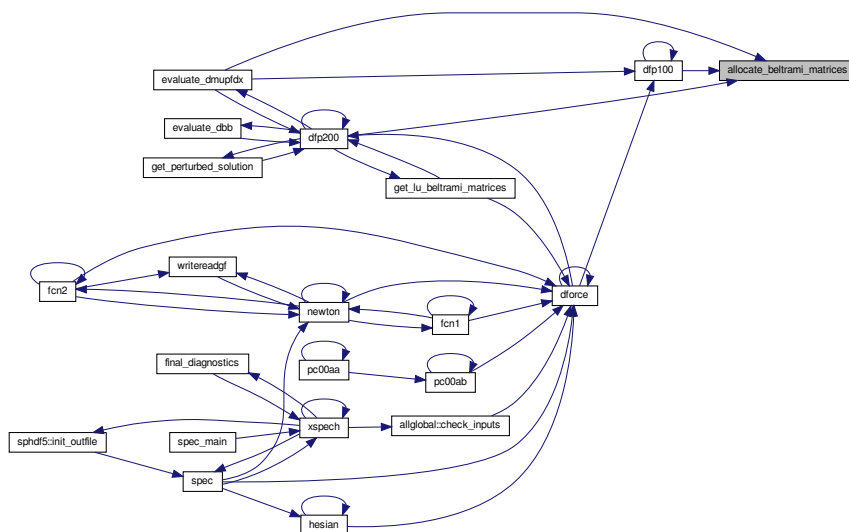 allocate_beltrami_matrices
dfp100
evaluate_dmupfdx
evaluate_dbb
dfp200
get_perturbed_solution
get_lu_beltrami_matrices
writereadgf
fcn2
dforce
newton
fcn1
final_diagnostics
pc00aa
pc00ab
allglobal::check_inputs
xspech
sphdf5::init_outfile
spec_main
spec
hesian